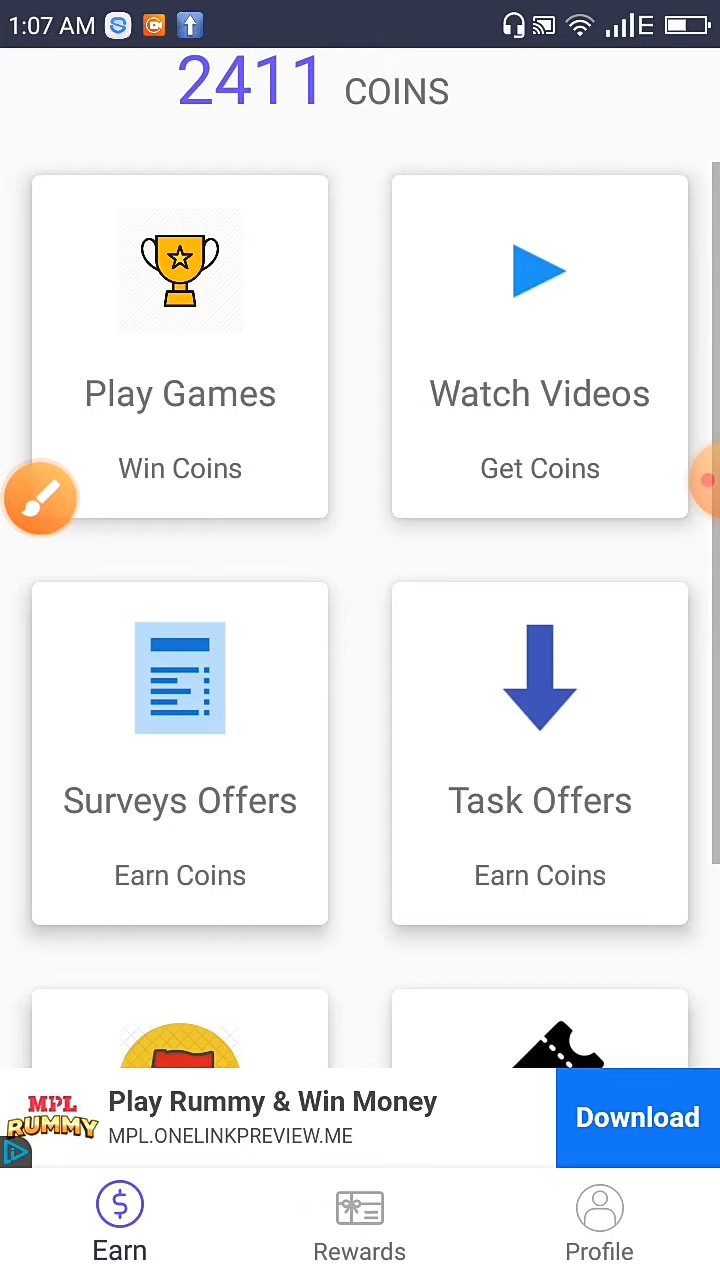 1:07 AM
E
2411 COINS
Play Games
Win Coins
Watch Videos
Get Coins
Surveys Offers
Earn Coins
Task Offers
Earn Coins
MPL
RUMMY
Play Rummy & Win Money
MPL.ONELINKPREVIEW.ME
Download
Earn
Rewards
Profile